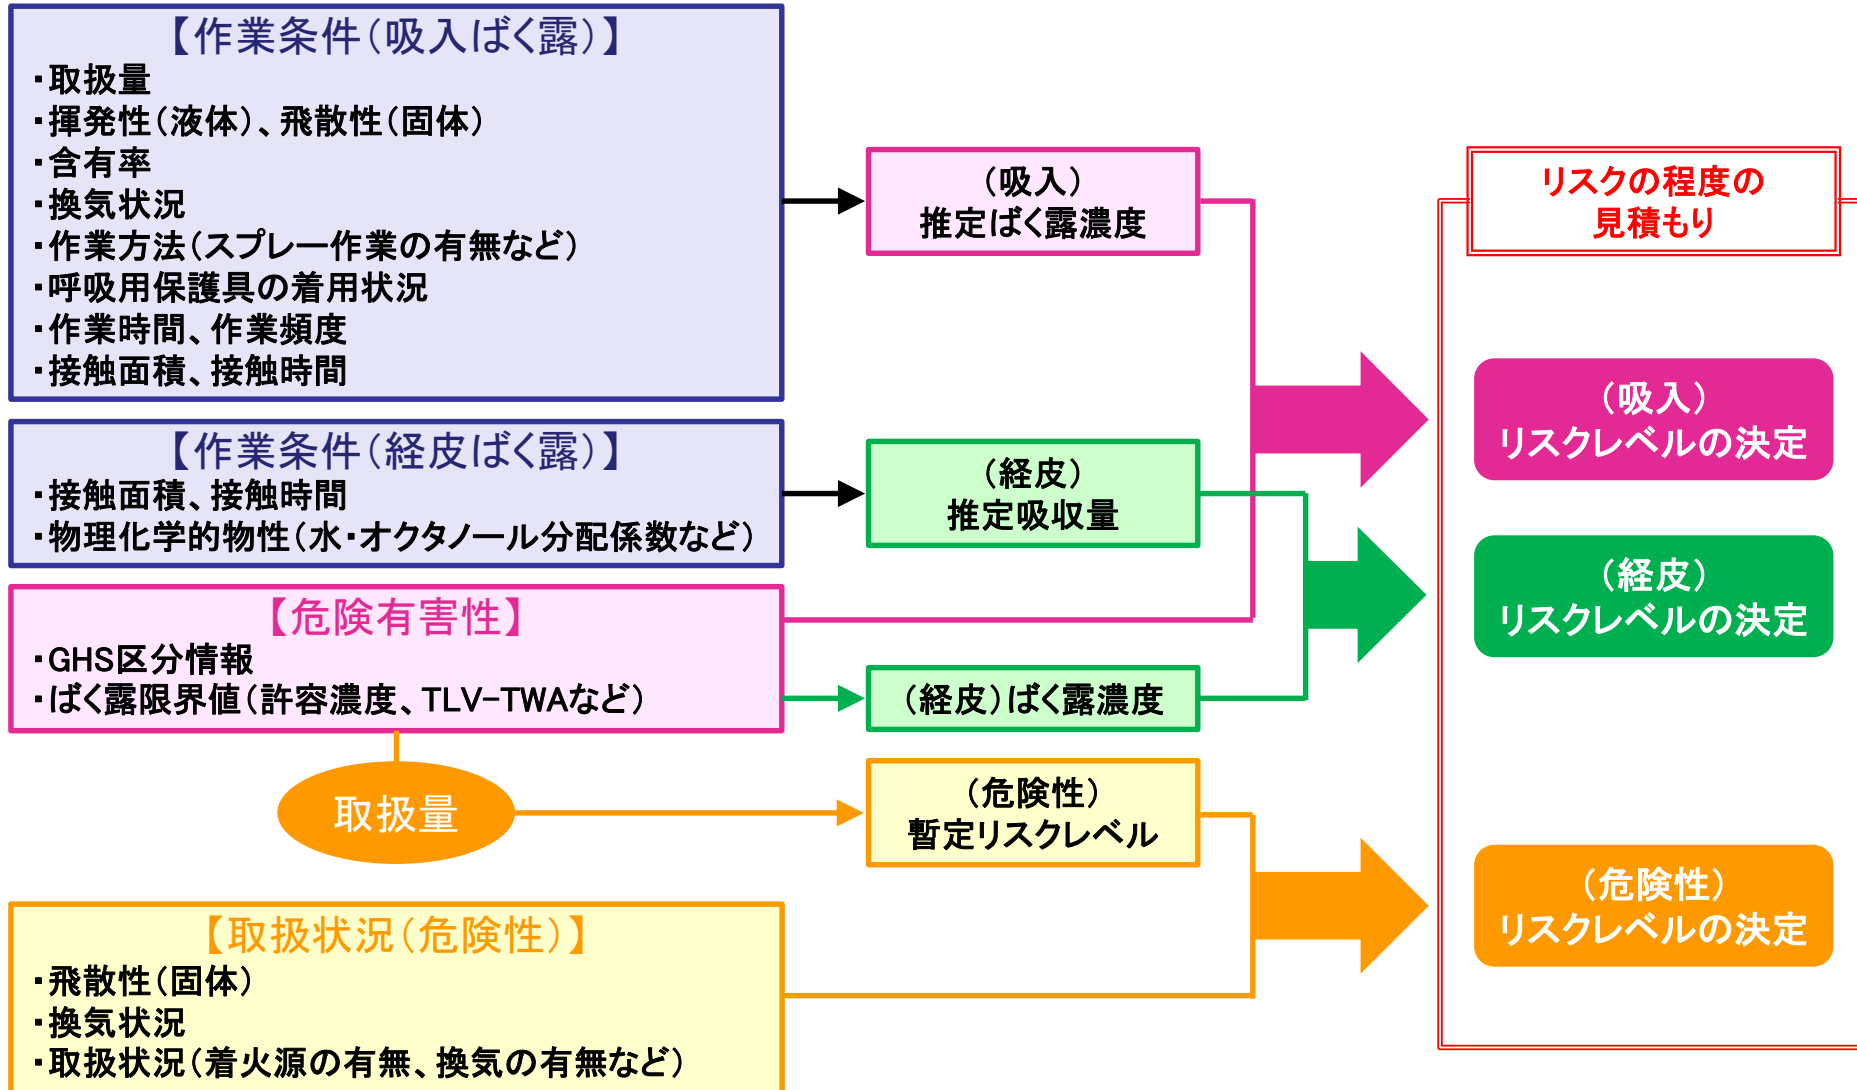 【作業条件（吸入ばく露）】
・取扱量
・揮発性（液体）、飛散性（固体）
・含有率
・換気状況
・作業方法（スプレー作業の有無など）
・呼吸用保護具の着用状況
・作業時間、作業頻度
・接触面積、接触時間
【作業条件（経皮ばく露）】
・接触面積、接触時間
・物理化学的物性（水・オクタノール分配係数など）
【危険有害性】
・GHS区分情報
・ばく露限界値（許容濃度、TLV-TWAなど）
取扱量
【取扱状況（危険性）】
・飛散性（固体）
・換気状況
・取扱状況（着火源の有無、換気の有無など）
（吸入）
推定ばく露濃度
（経皮）
推定吸収量
（経皮）ばく露濃度
（危険性）
暫定リスクレベル
リスクの程度の
見積もり
（吸入）
リスクレベルの決定
（経皮）
リスクレベルの決定
（危険性）
リスクレベルの決定